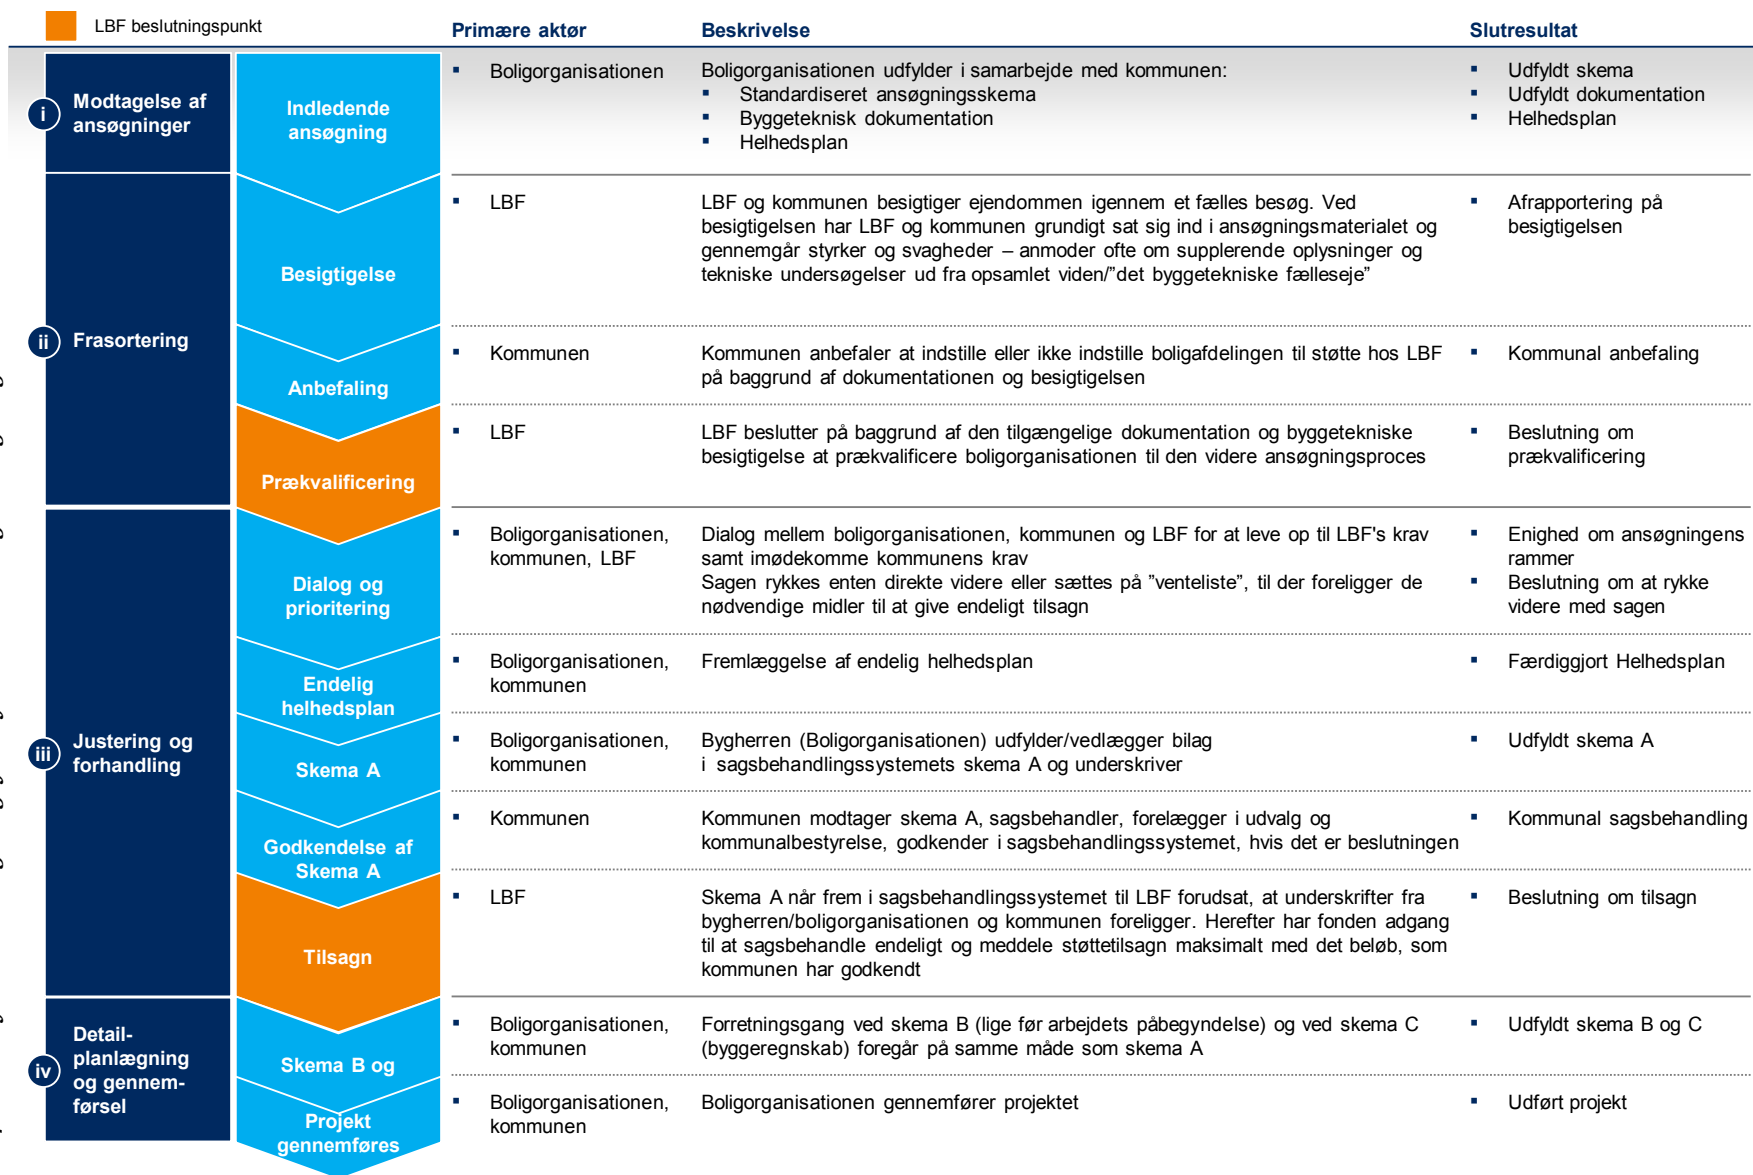 LBF beslutningspunkt
Primære aktør
Beskrivelse
Slutresultat
i
Modtagelse af
ansøgninger
Indledende
ansøgning
▪ Boligorganisationen
Boligorganisationen udfylder i samarbejde med kommunen:
▪ Standardiseret ansøgningsskema
▪ Byggeteknisk dokumentation
▪ Helhedsplan
▪ Udfyldt skema
▪ Udfyldt dokumentation
▪ Helhedsplan
ii
Frasortering
Besigtigelse
▪ LBF
LBF og kommunen besigtiger ejendommen igennem et fælles besøg. Ved
besigtigelsen har LBF og kommunen grundigt sat sig ind i ansøgningsmaterialet og
gennemgår styrker og svagheder – anmoder ofte om supplerende oplysninger og
tekniske undersøgelser ud fra opsamlet viden/”det byggetekniske fælleseje”
▪ Afrapportering på
besigtigelsen
Anbefaling
▪ Kommunen
Kommunen anbefaler at indstille eller ikke indstille boligafdelingen til støtte hos LBF
på baggrund af dokumentationen og besigtigelsen
▪ Kommunal anbefaling
Prækvalificering
▪ LBF
LBF beslutter på baggrund af den tilgængelige dokumentation og byggetekniske
besigtigelse at prækvalificere boligorganisationen til den videre ansøgningsproces
▪ Beslutning om
prækvalificering
iii
Justering og
forhandling
Dialog og
prioritering
▪ Boligorganisationen,
kommunen, LBF
Dialog mellem boligorganisationen, kommunen og LBF for at leve op til LBF's krav
samt imødekomme kommunens krav
Sagen rykkes enten direkte videre eller sættes på ”venteliste”, til der foreligger de
nødvendige midler til at give endeligt tilsagn
▪ Enighed om ansøgningens
rammer
▪ Beslutning om at rykke
videre med sagen
Endelig
helhedsplan
▪ Boligorganisationen,
kommunen
Fremlæggelse af endelig helhedsplan
▪ Færdiggjort Helhedsplan
Skema A
▪ Boligorganisationen,
kommunen
Bygherren (Boligorganisationen) udfylder/vedlægger bilag
i sagsbehandlingssystemets skema A og underskriver
▪ Udfyldt skema A
Godkendelse af
Skema A
▪ Kommunen
Kommunen modtager skema A, sagsbehandler, forelægger i udvalg og
kommunalbestyrelse, godkender i sagsbehandlingssystemet, hvis det er beslutningen
▪ Kommunal sagsbehandling
Tilsagn
▪ LBF
Skema A når frem i sagsbehandlingssystemet til LBF forudsat, at underskrifter fra
bygherren/boligorganisationen og kommunen foreligger. Herefter har fonden adgang
til at sagsbehandle endeligt og meddele støttetilsagn maksimalt med det beløb, som
kommunen har godkendt
▪ Beslutning om tilsagn
iv
Detail-
planlægning
og gennem-
førsel
Skema B og
▪ Boligorganisationen,
kommunen
Forretningsgang ved skema B (lige før arbejdets påbegyndelse) og ved skema C
(byggeregnskab) foregår på samme måde som skema A
▪ Udfyldt skema B og C
Projekt
gennemføres
▪ Boligorganisationen,
kommunen
Boligorganisationen gennemfører projektet
▪ Udført projekt